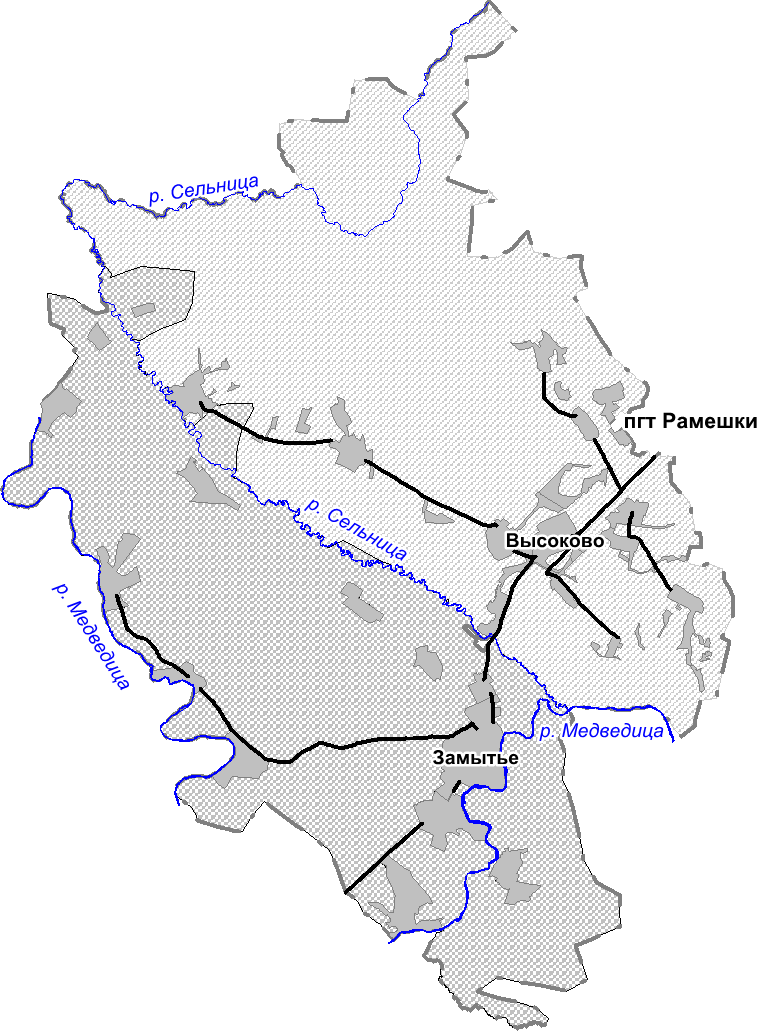 р. Сельница
пгт Рамешки
р. Сельница
Высоково
р. Медведица
р. Медведица
Замытье